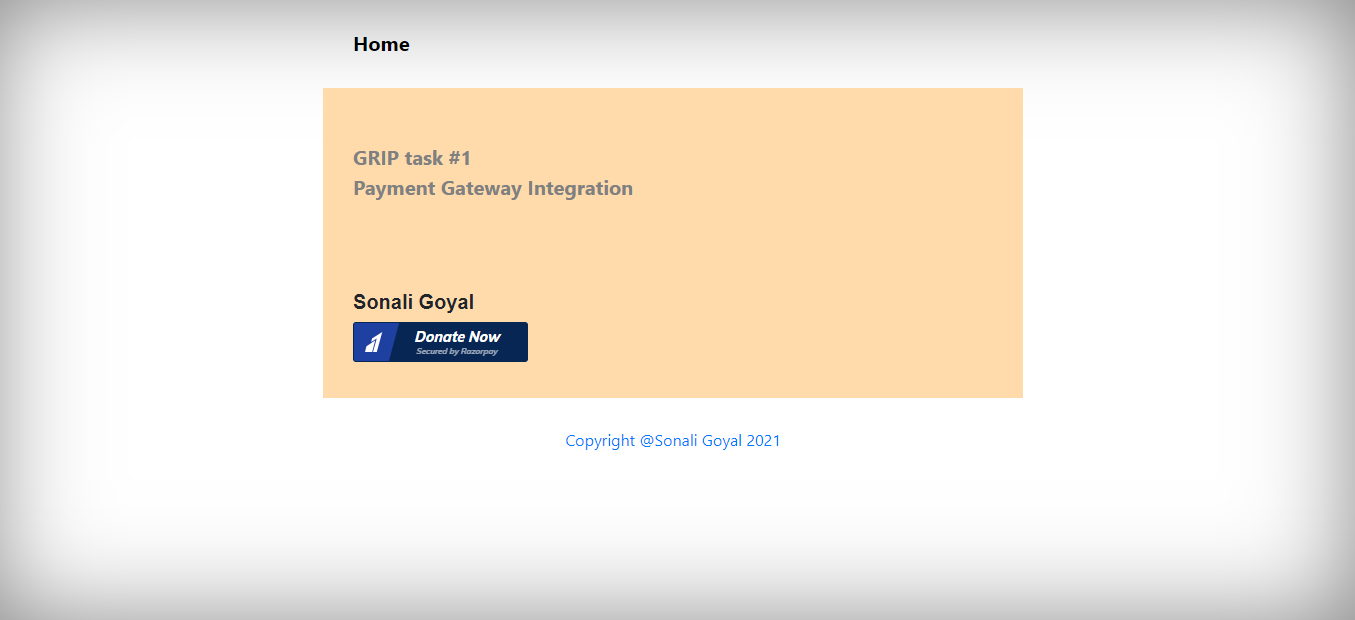 Home
GRIP task #1
Payment Gateway Integration
Sonali Goyal
Donate Now
Secured by Razorpay
Copyright @Sonali Goyal 2021